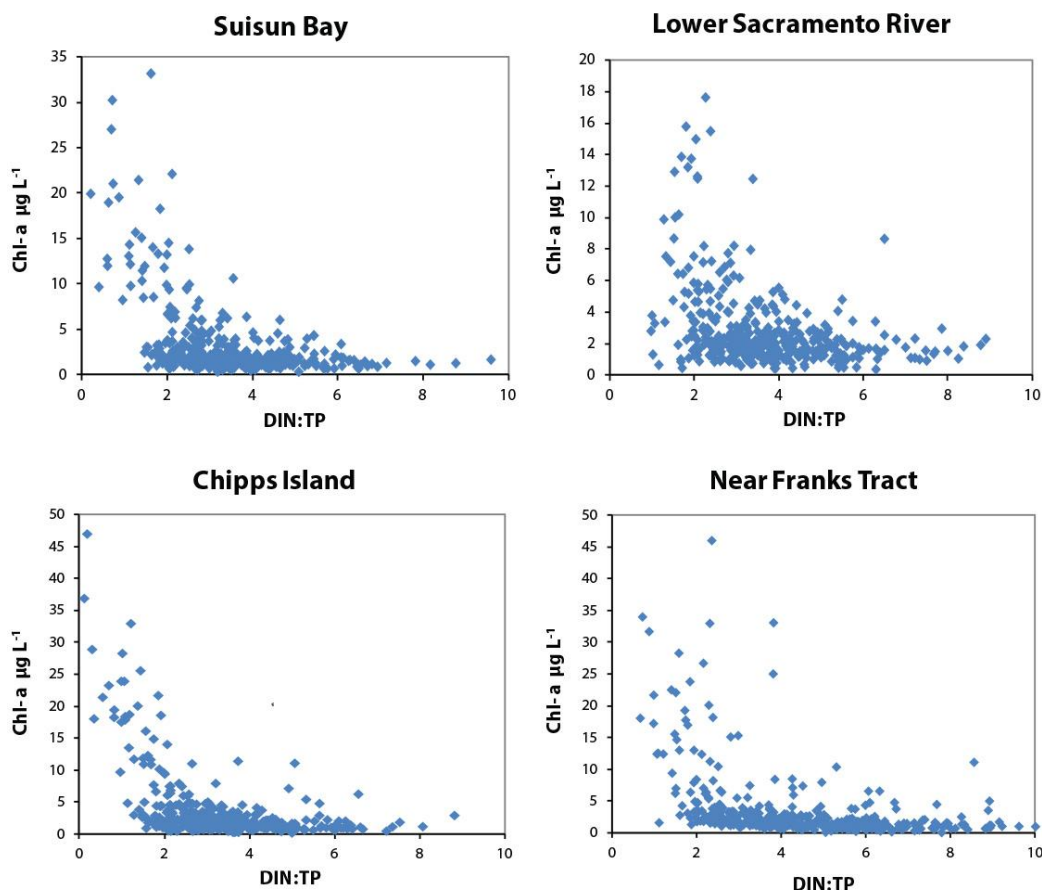 Suisun Bay
35
30
25
20
15
10
5
0
Chl-a µg L⁻¹
0 2 4 6 8 10
DIN:TP
Lower Sacramento River
20
18
16
14
12
10
8
6
4
2
0
Chl-a µg L⁻¹
0 2 4 6 8 10
DIN:TP
Chipps Island
50
45
40
35
30
25
20
15
10
5
0
Chl-a µg L⁻¹
0 2 4 6 8 10
DIN:TP
Near Franks Tract
50
45
40
35
30
25
20
15
10
5
0
Chl-a µg L⁻¹
0 2 4 6 8 10
DIN:TP